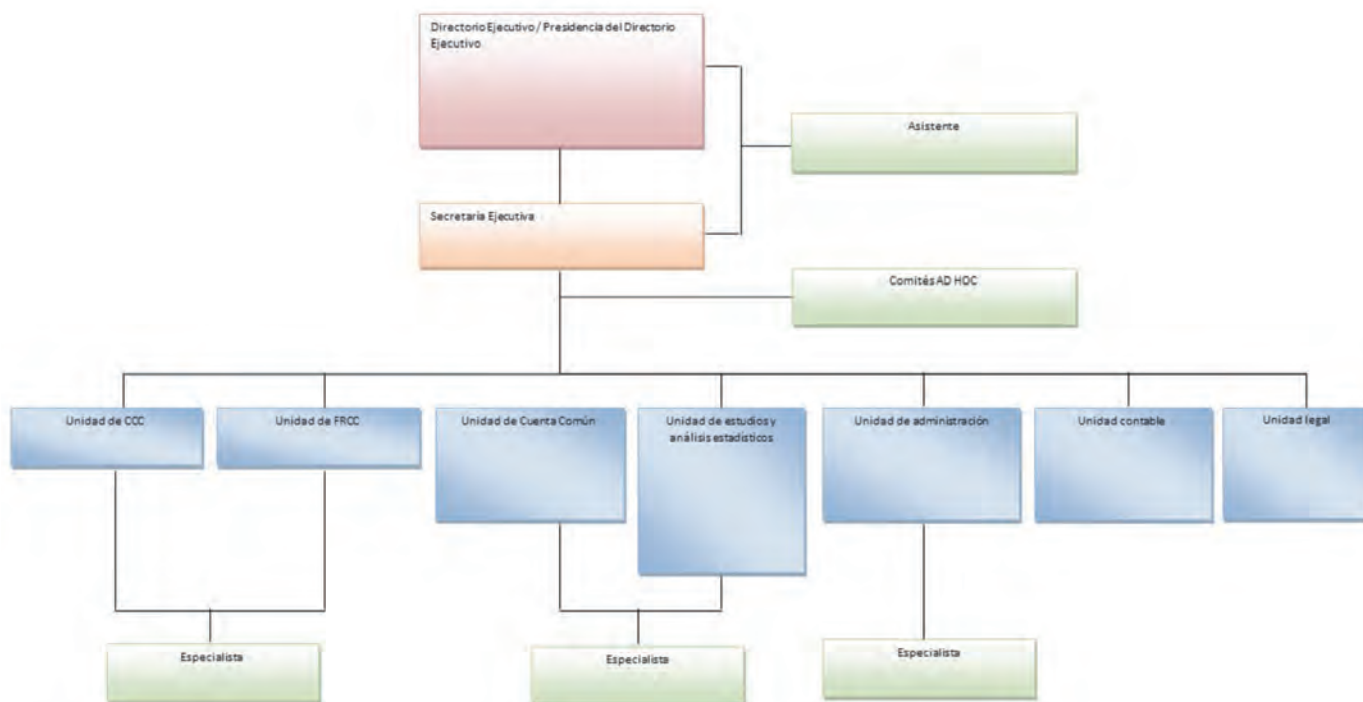 Directorio Ejecutivo / Presidencia del Directorio
Ejecutivo
Asistente
Secretaría Ejecutiva
Comités AD HOC
Unidad de CCC
Unidad de FRCC
Unidad de Cuenta Común
Unidad de estudios y
análisis estadísticos
Unidad de administración
Unidad contable
Unidad legal
Especialista
Especialista
Especialista